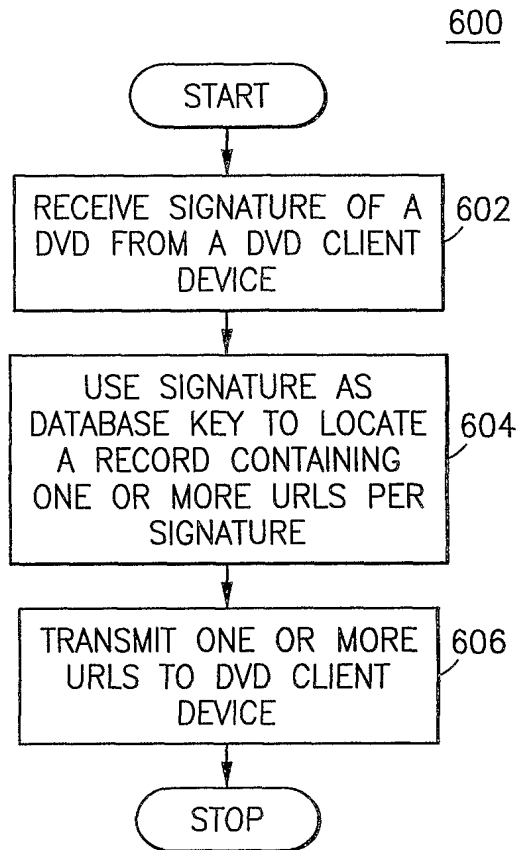 600
START
RECEIVE SIGNATURE OF A
DVD FROM A DVD CLIENT
DEVICE
602
USE SIGNATURE AS
DATABASE KEY TO LOCATE
A RECORD CONTAINING
ONE OR MORE URLS PER
SIGNATURE
604
TRANSMIT ONE OR MORE
URLS TO DVD CLIENT
DEVICE
606
STOP